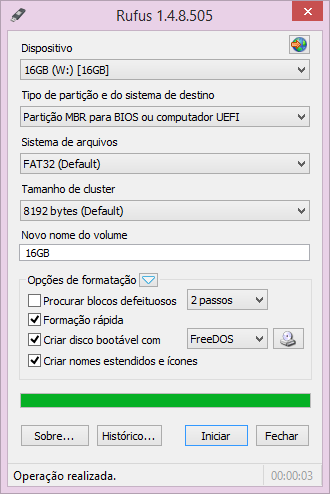 Rufus 1.4.8.505
Dispositivo
16GB (W:) [16GB]
Tipo de partição e do sistema de destino
Partição MBR para BIOS ou computador UEFI
Sistema de arquivos
FAT32 (Default)
Tamanho de cluster
8192 bytes (Default)
Novo nome do volume
16GB
Opções de formatação
Procurar blocos defeituosos 2 passos
Formação rápida
Criar disco bootável com FreeDOS
Criar nomes estendidos e ícones
Sobre... Histórico... Iniciar Fechar
Operação realizada. 00:00:03